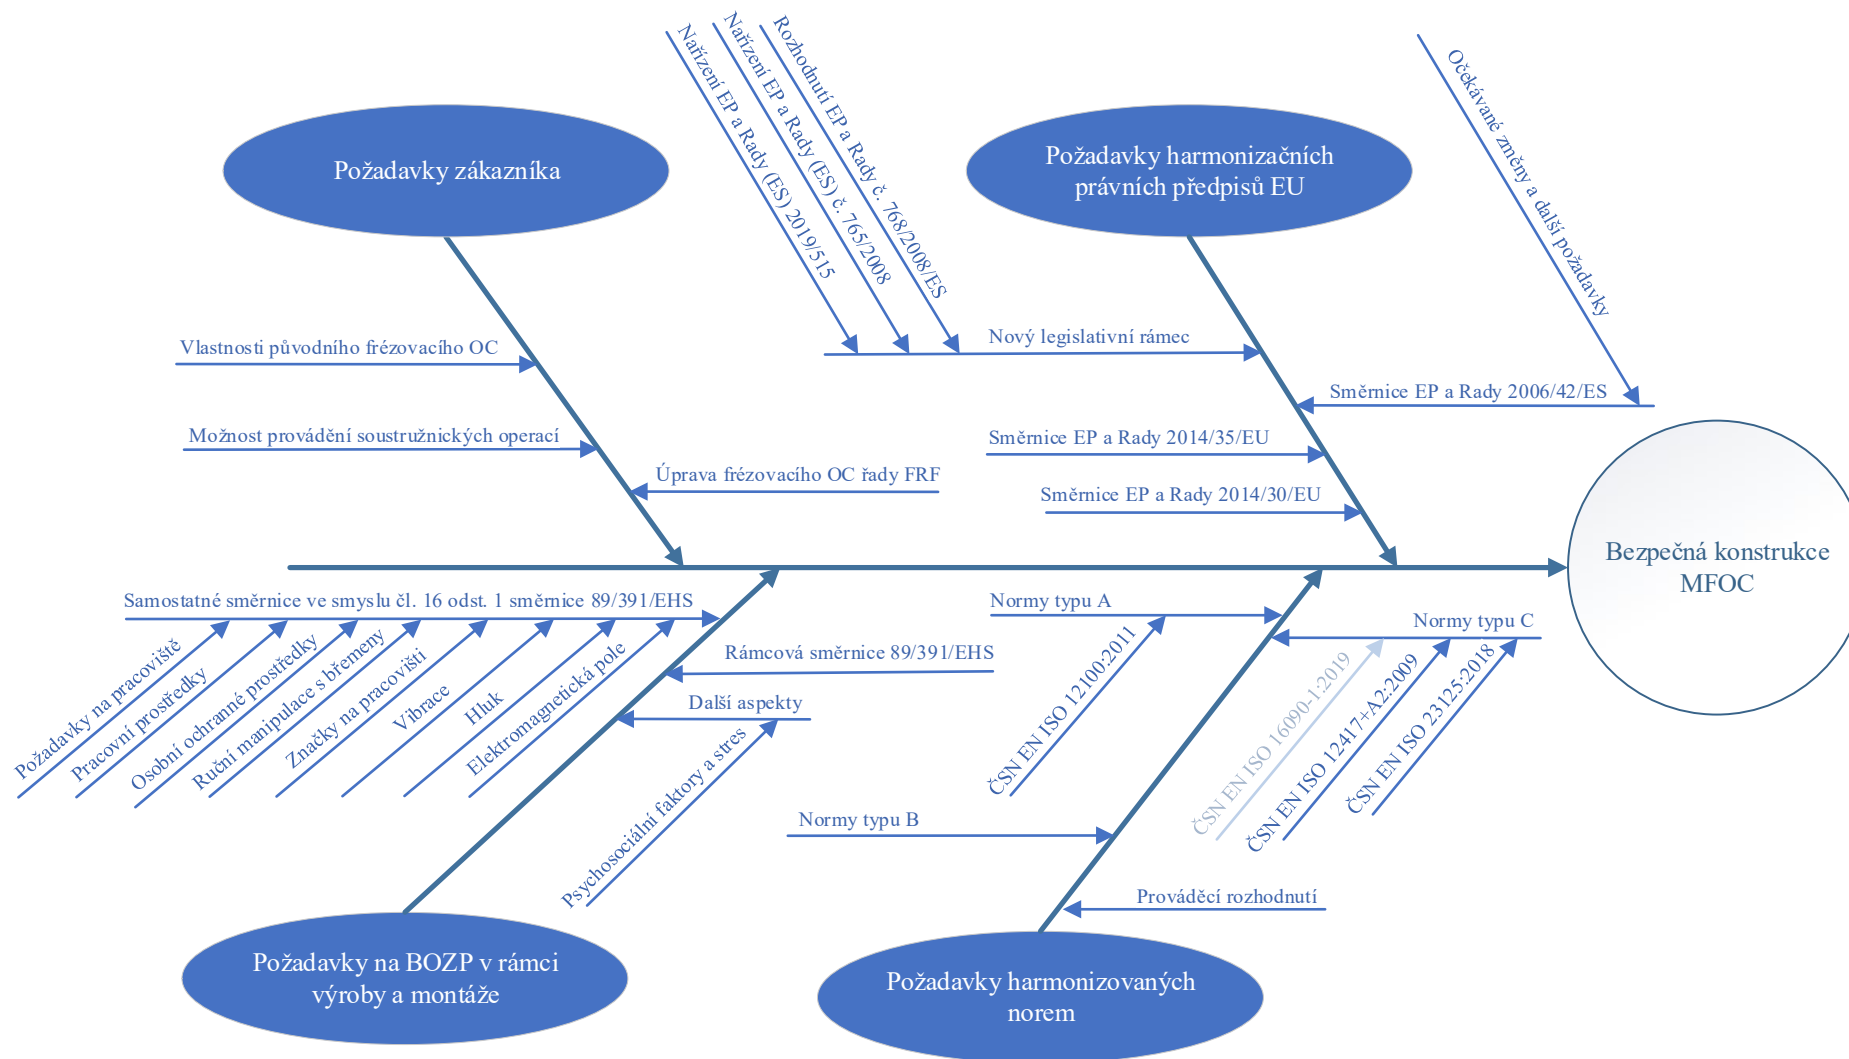 Požadavky zákazníka
Vlastnosti původního frézovacího OC
Možnost provádění soustružnických operací
Úprava frézovacího OC řady FRF
Nařízení EP a Rady (ES) 2019/515
Nařízení EP a Rady (ES) č. 765/2008
Rozhodnutí EP a Rady č. 768/2008/ES
Nový legislativní rámec
Požadavky harmonizačních
právních předpisů EU
Očekávané změny a další požadavky
Směrnice EP a Rady 2006/42/ES
Směrnice EP a Rady 2014/35/EU
Směrnice EP a Rady 2014/30/EU
Bezpečná konstrukce
MFOC
Samostatné směrnice ve smyslu čl. 16 odst. 1 směrnice 89/391/EHS
Požadavky na pracoviště
Pracovní prostředky
Osobní ochranné prostředky
Ruční manipulace s břemeny
Značky na pracovišti
Vibrace
Hluk
Elektromagnetická pole
Rámcová směrnice 89/391/EHS
Další aspekty
Psychosociální faktory a stres
Požadavky na BOZP v rámci
výroby a montáže
Normy typu A
ČSN EN ISO 12100:2011
Normy typu C
ČSN EN ISO 16090-1:2019
ČSN EN ISO 12417+A2:2009
ČSN EN ISO 23125:2018
Normy typu B
Prováděcí rozhodnutí
Požadavky harmonizovaných
norem